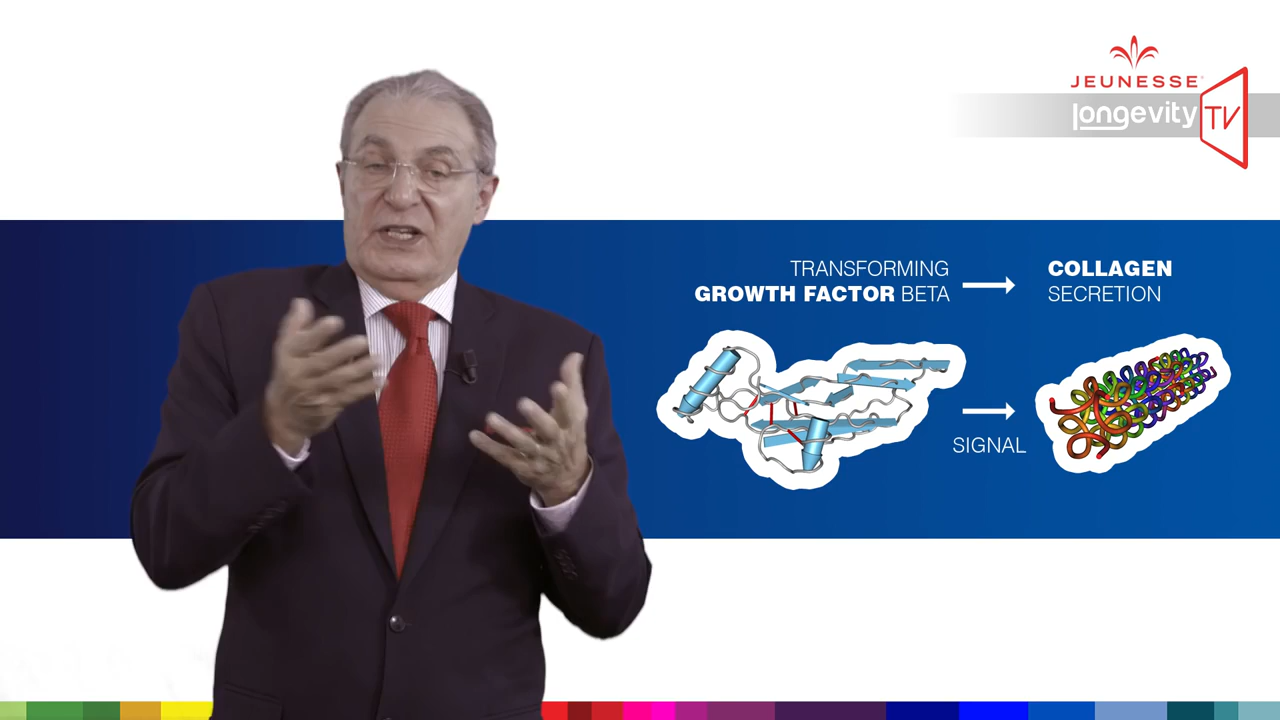 JEUNESSE
longevity TV
TRANSFORMING
GROWTH FACTOR BETA
COLLAGEN
SECRETION
SIGNAL